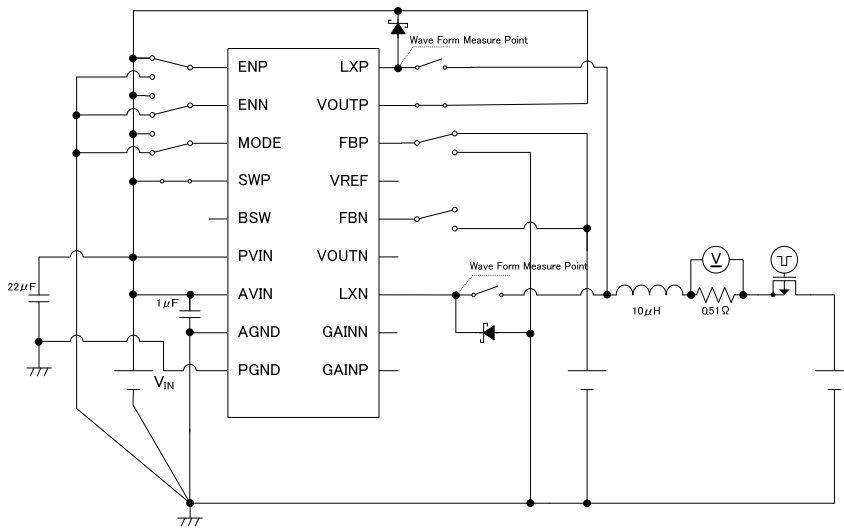 Wave Form Measure Point
ENP
LXP
ENN
VOUTP
MODE
FBP
SWP
VREF
BSW
FBN
PVIN
VOUTN
V
Wave Form Measure Point
22μF
1μF
AVIN
LXN
10μH
0.51Ω
AGND
GAINN
PGND
GAINP
VIN